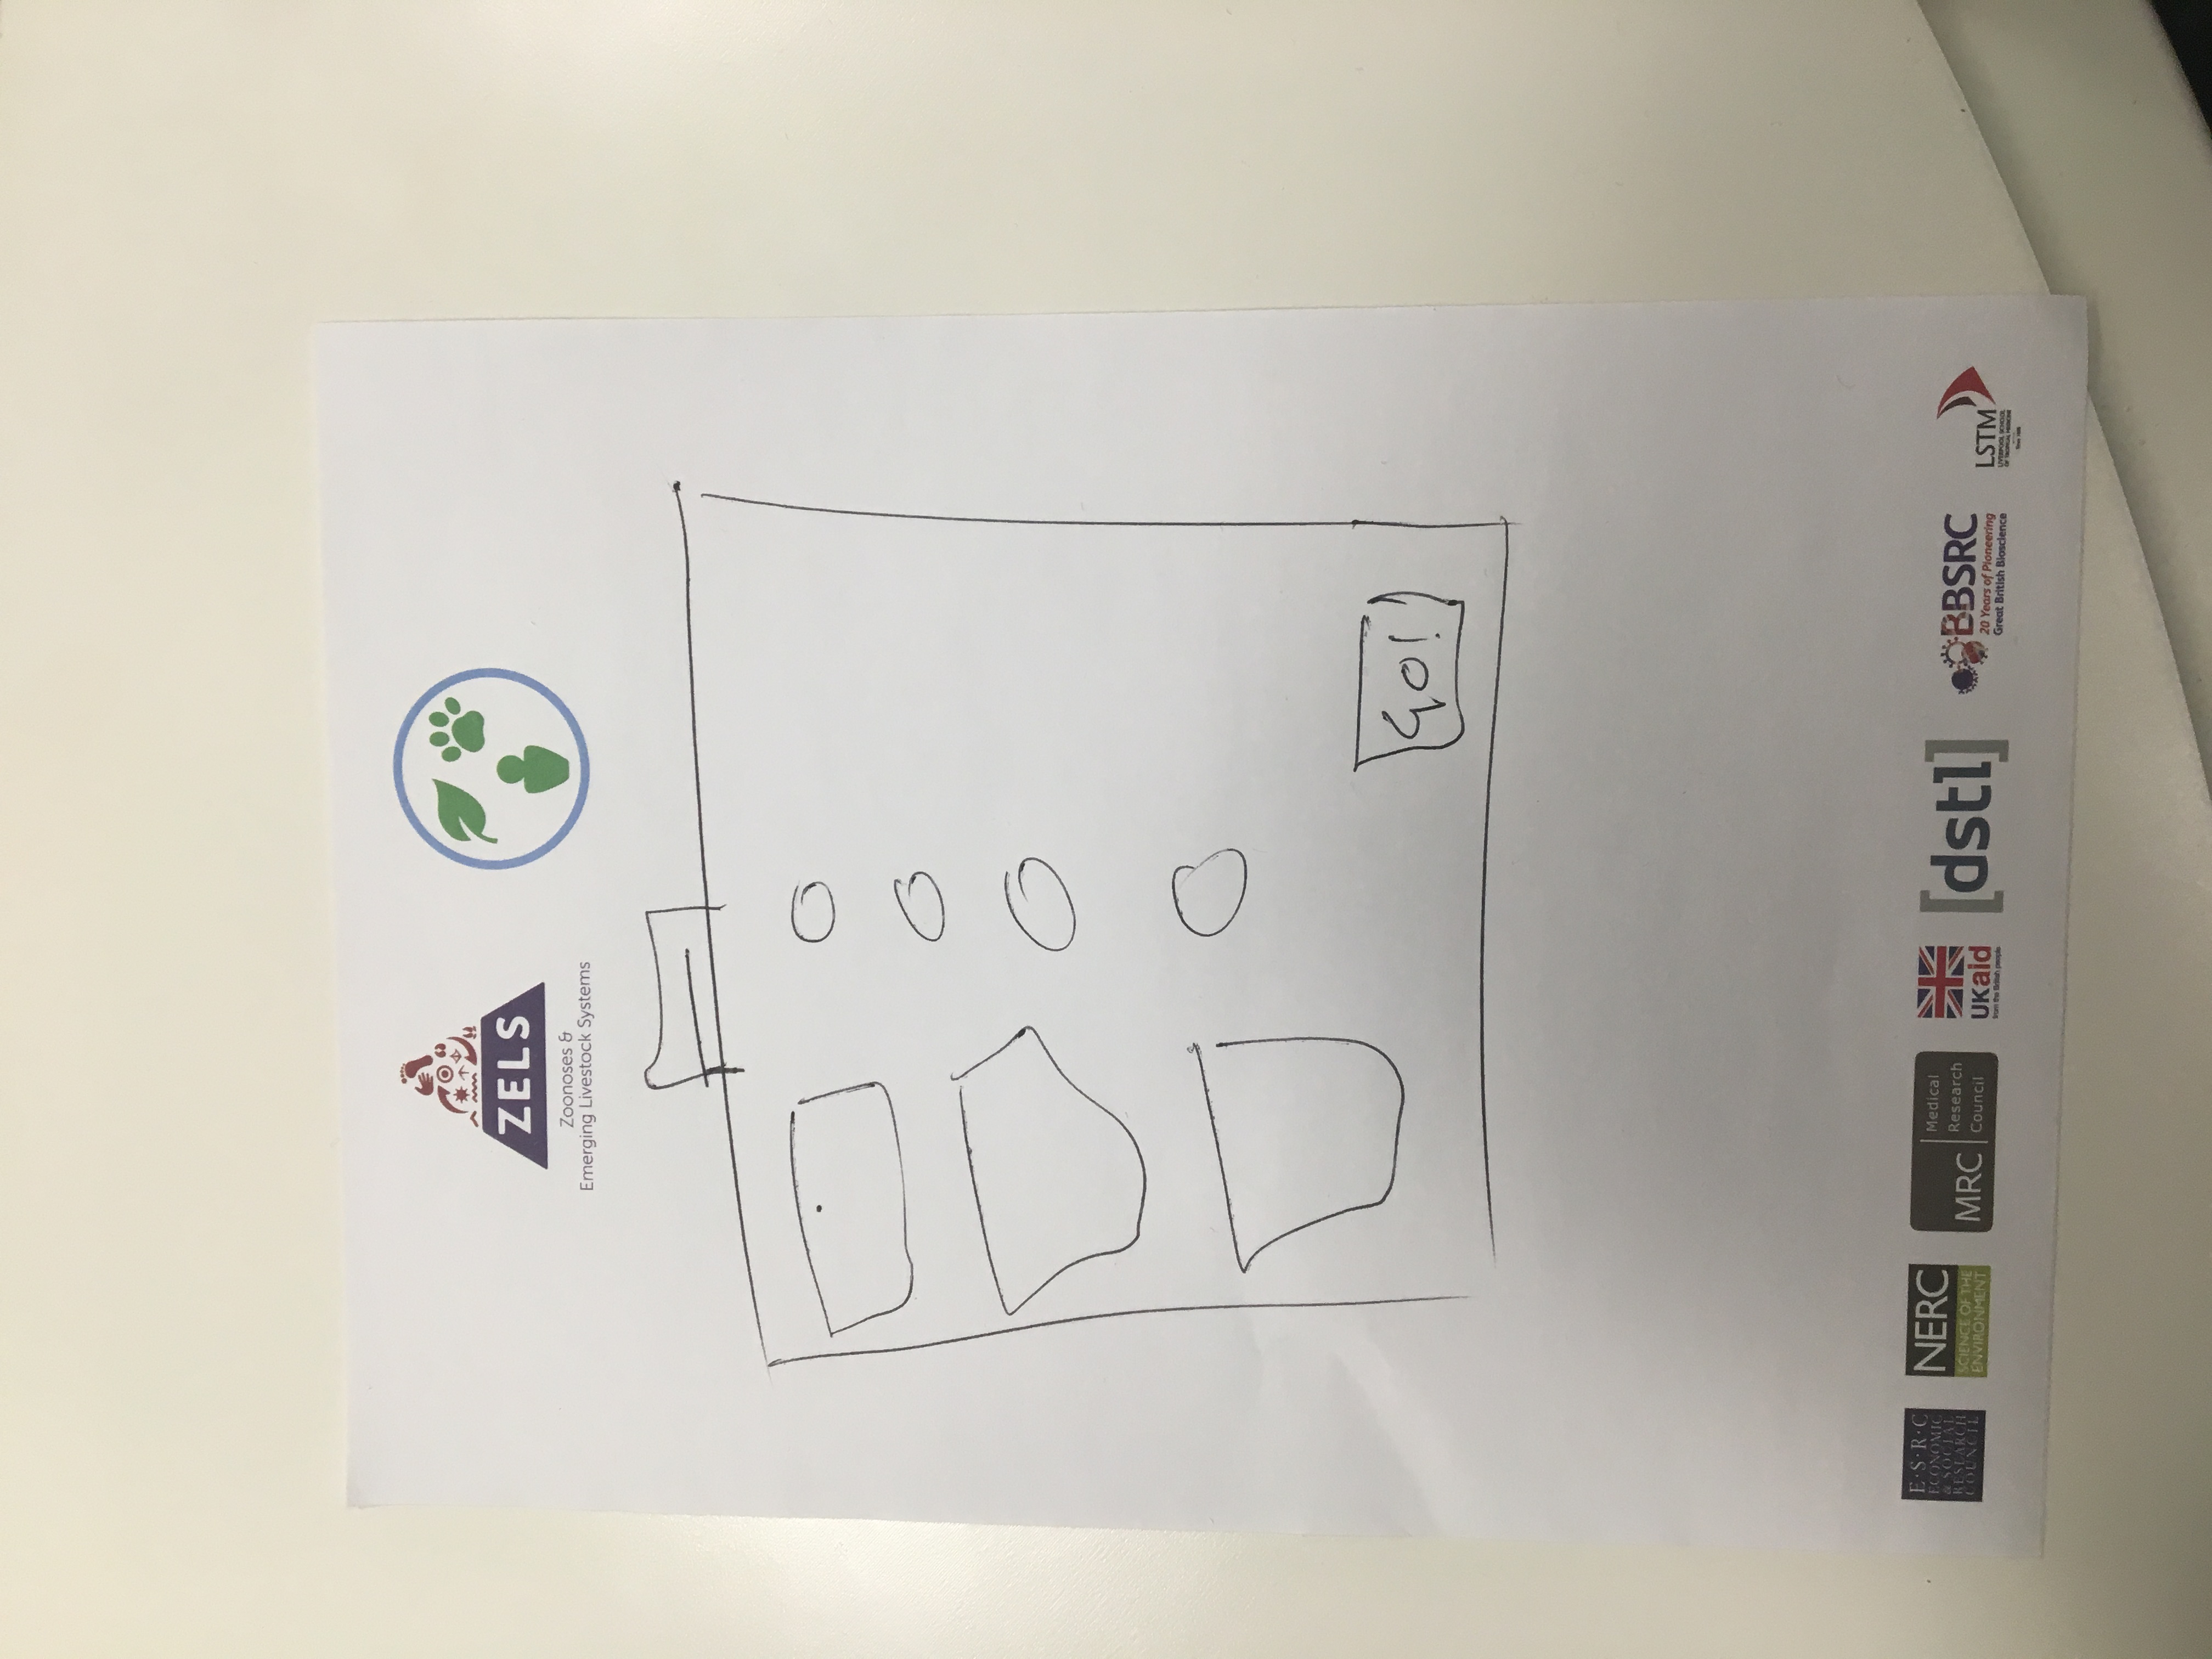 ZELS
Zoonoses &
Emerging Livestock Systems
GO!
E·S·R·C
ECONOMIC
& SOCIAL
RESEARCH
COUNCIL
NERC
SCIENCE OF THE
ENVIRONMENT
MRC
Medical
Research
Council
UKaid
from the British people
[dstl]
BBSRC
20 Years of Pioneering
Great British Bioscience
LSTM
LIVERPOOL SCHOOL
OF TROPICAL MEDICINE